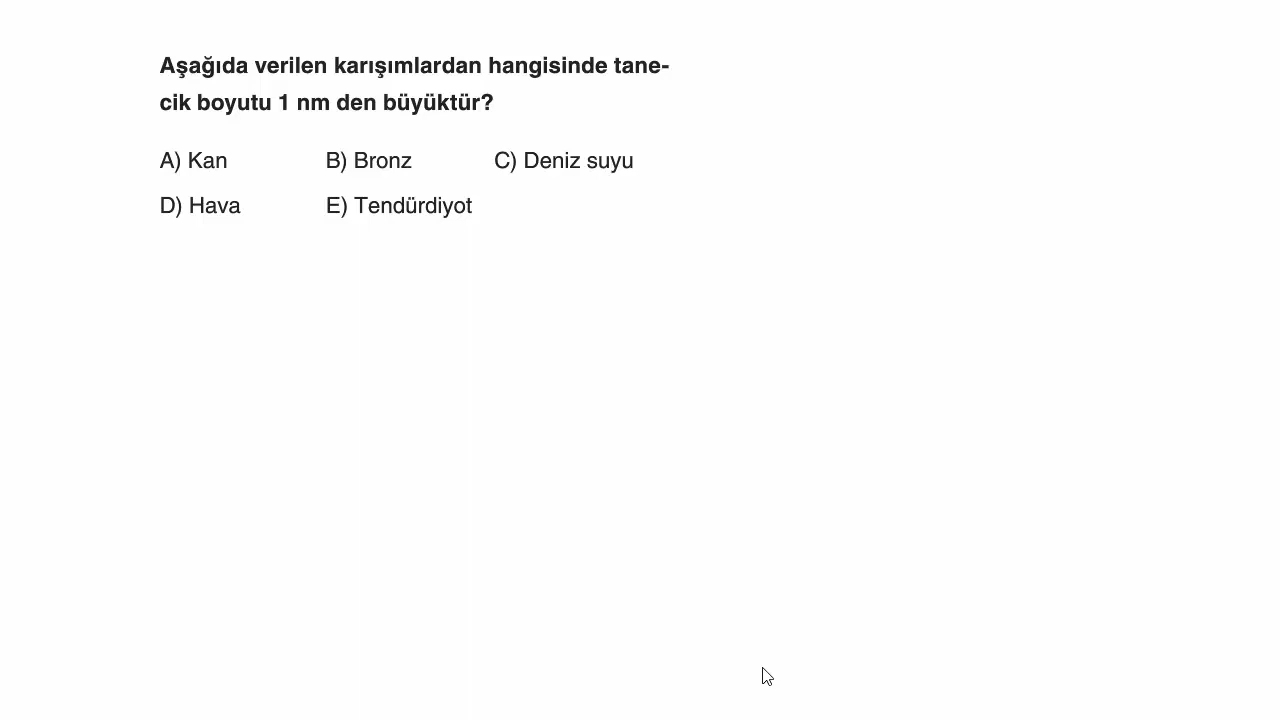 Aşağıda verilen karışımlardan hangisinde tane-
cik boyutu 1 nm den büyüktür?
A) Kan B) Bronz C) Deniz suyu
D) Hava E) Tendürdiyot